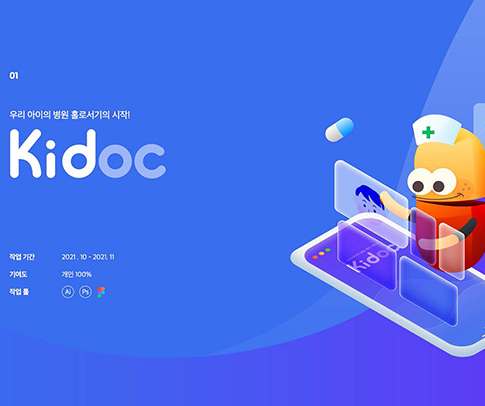 01
우리 아이의 병원 홀로서기의 시작!
Kidoc
작업 기간 2021 . 10 - 2021. 11
기여도 개인 100%
작업 툴 Ai Ps
Kidoc